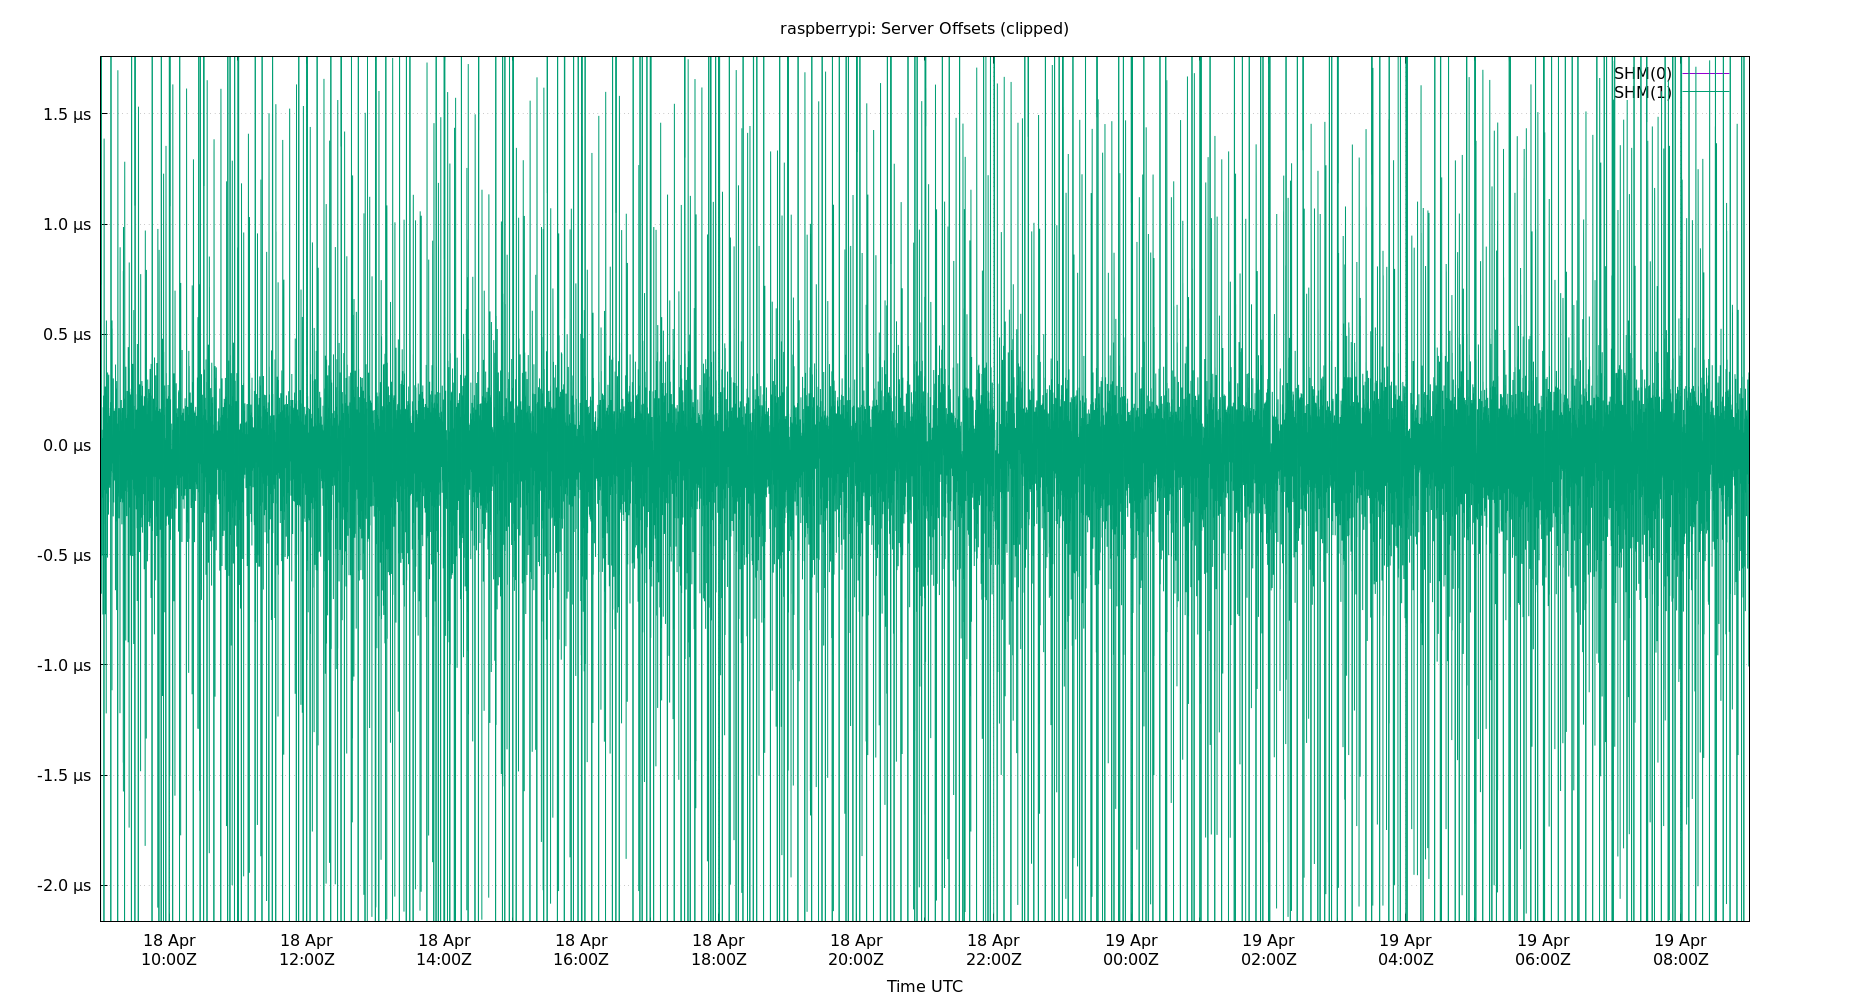 raspberrypi: Server Offsets (clipped)
SHM(0)
SHM(1)
1.5 µs
1.0 µs
0.5 µs
0.0 µs
-0.5 µs
-1.0 µs
-1.5 µs
-2.0 µs
18 Apr 18 Apr 18 Apr 18 Apr 18 Apr 18 Apr 18 Apr 19 Apr 19 Apr 19 Apr 19 Apr 19 Apr
10:00Z 12:00Z 14:00Z 16:00Z 18:00Z 20:00Z 22:00Z 00:00Z 02:00Z 04:00Z 06:00Z 08:00Z
Time UTC